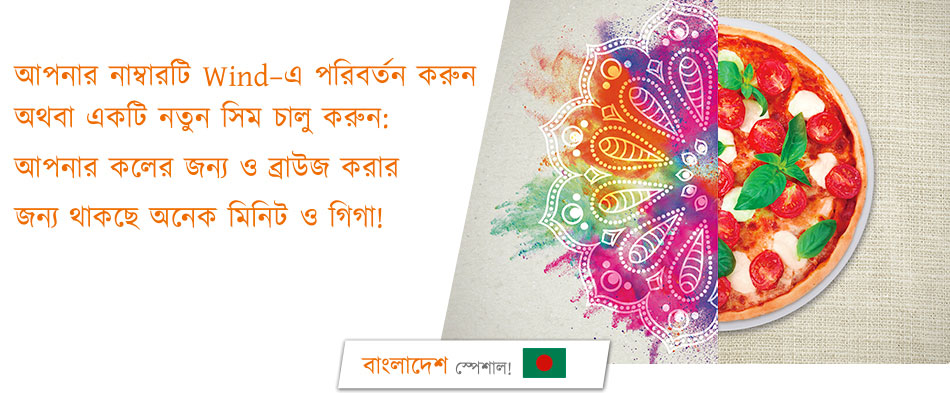 আপনার নাম্বারটি Wind-এ পরিবর্তন করুন
অথবা একটি নতুন সিম চালু করুন:
আপনার কলের জন্য ও ব্রাউজ করার
জন্য থাকছে অনেক মিনিট ও গিগা!
বাংলাদেশ স্পেশাল!